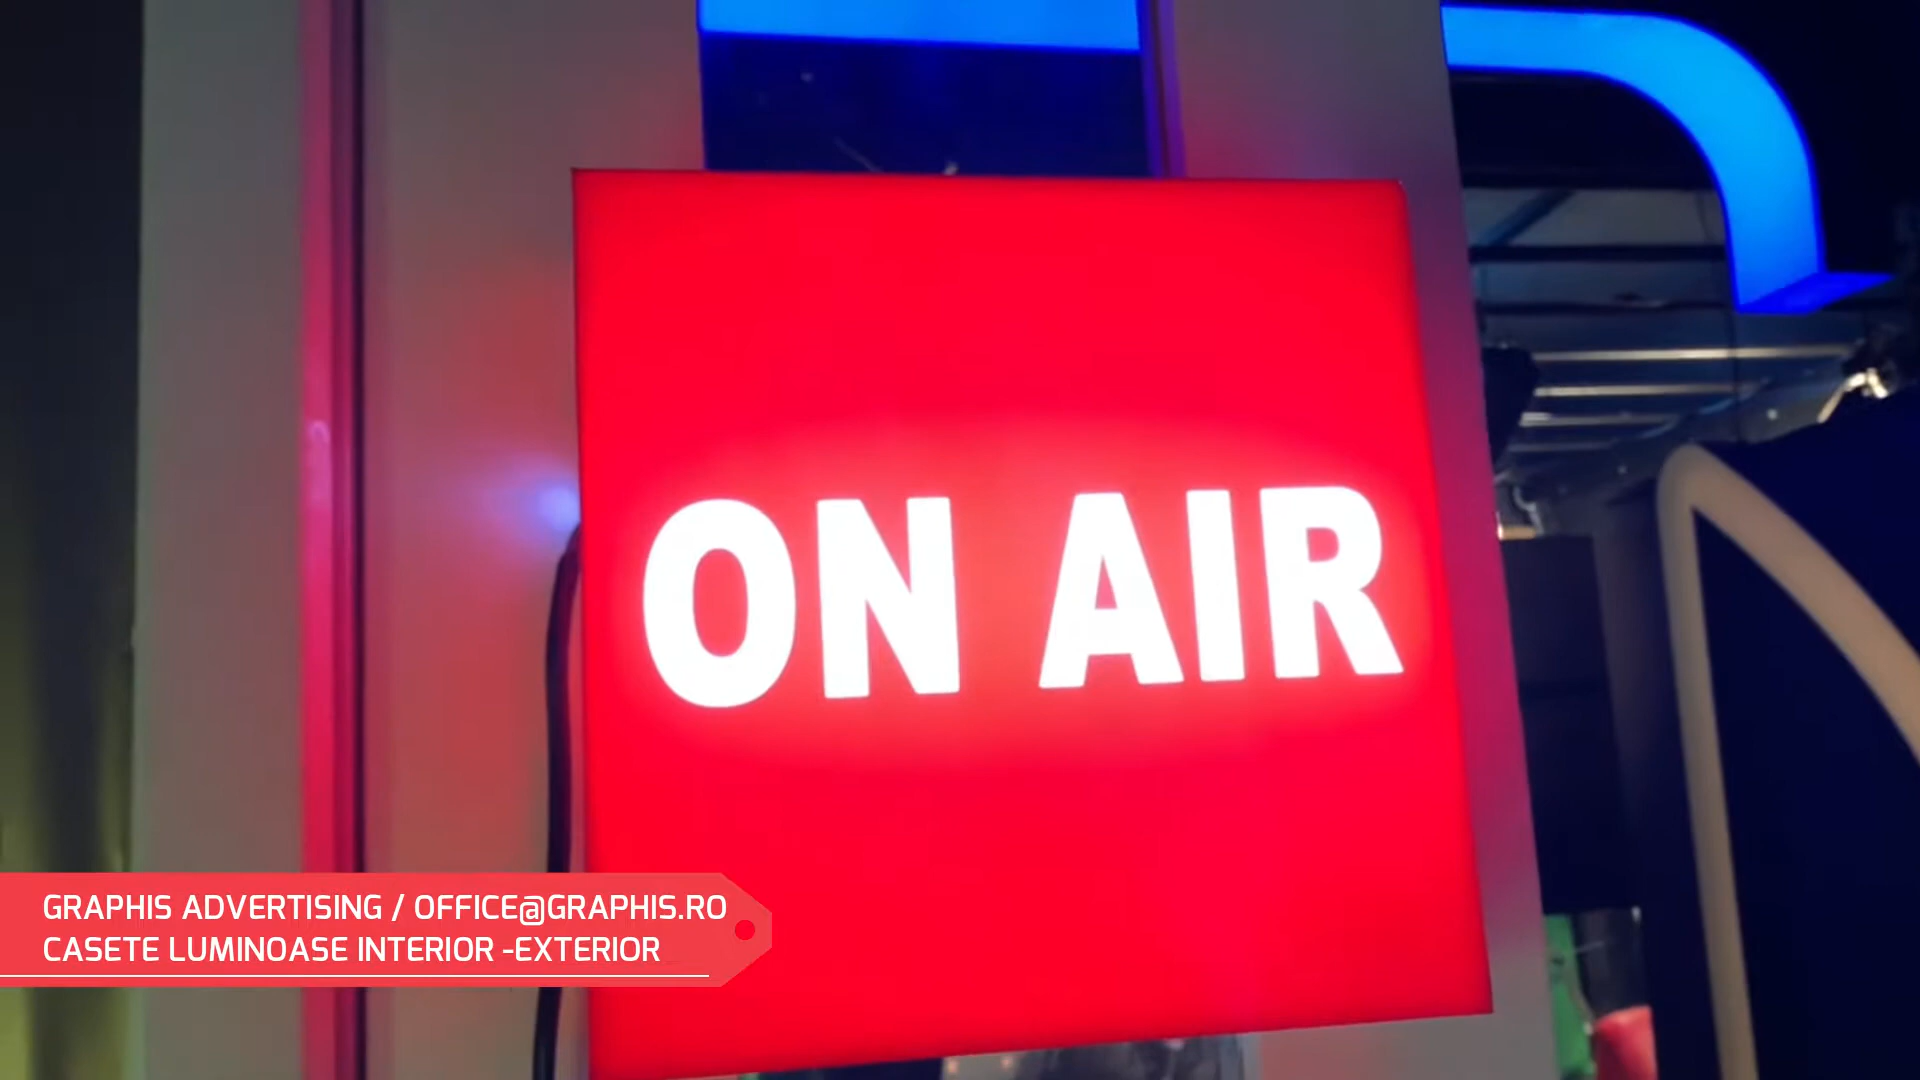 ON AIR
GRAPHIS ADVERTISING / OFFICE@GRAPHIS.RO
CASETE LUMINOASE INTERIOR -EXTERIOR